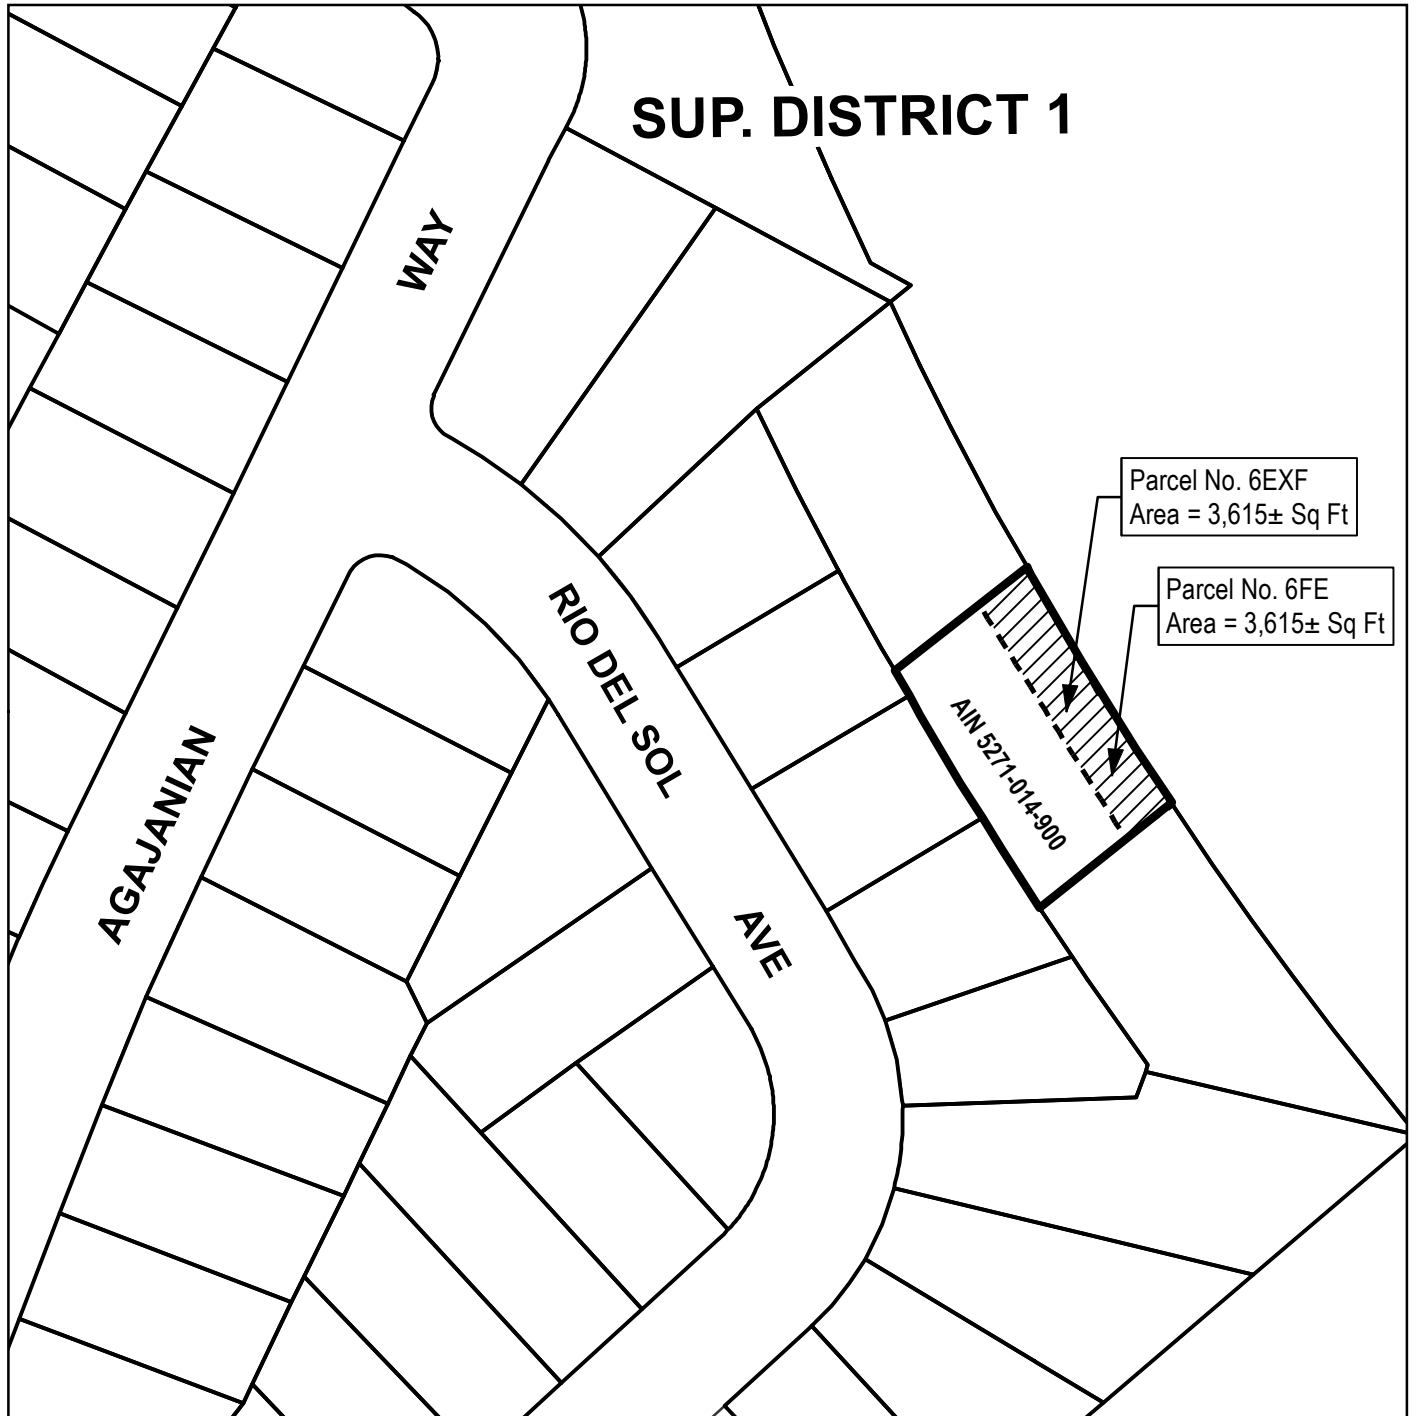 SUP. DISTRICT 1
WAY
Parcel No. 6EXF
Area = 3,615± Sq Ft
Parcel No. 6FE
Area = 3,615± Sq Ft
RIO DEL SOL
AIN 5271-014-900
AGAJANIAN
AVE